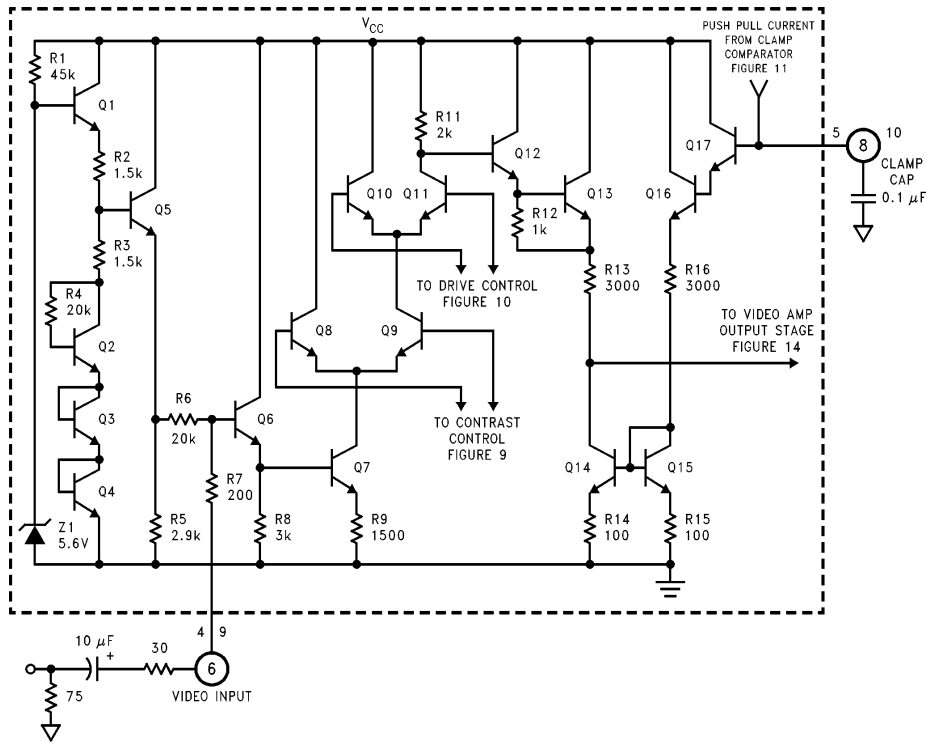 V_CC
PUSH PULL CURRENT
FROM CLAMP
COMPARATOR
FIGURE 11
R1
45k
Q1
R2
1.5k
Q5
R3
1.5k
R4
20k
Q2
Q3
Q4
Z1
5.6V
R5
2.9k
R6
20k
R7
200
Q6
R8
3k
Q7
R9
1500
Q8
Q9
Q10
Q11
R11
2k
Q12
R12
1k
Q13
R13
3000
TO DRIVE CONTROL
FIGURE 10
TO CONTRAST
CONTROL
FIGURE 9
Q14
R14
100
Q15
R15
100
Q16
R16
3000
Q17
TO VIDEO AMP
OUTPUT STAGE
FIGURE 14
5
8
10
CLAMP
CAP
0.1 μF
4 9
6
VIDEO INPUT
10 μF
+
30
75